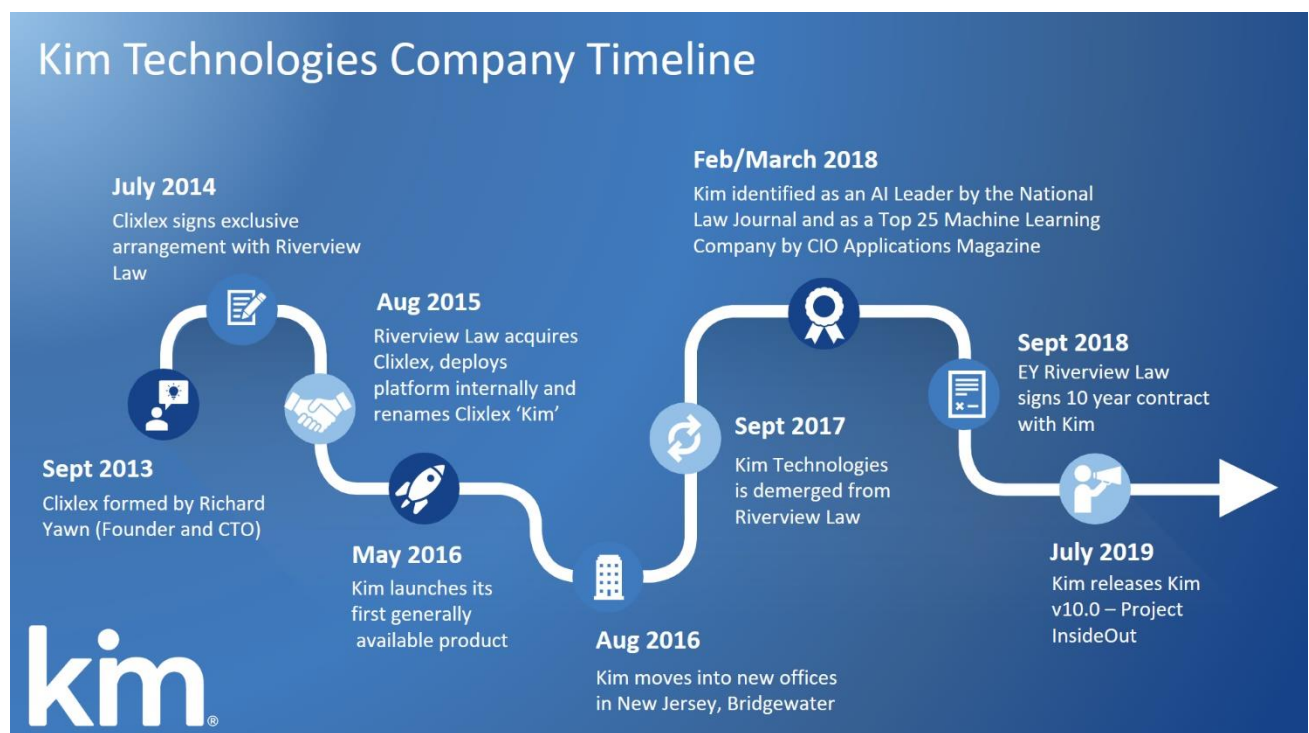 Kim Technologies Company Timeline
July 2014
Clixlex signs exclusive
arrangement with Riverview
Law
Sept 2013
Clixlex formed by Richard
Yawn (Founder and CTO)
Aug 2015
Riverview Law acquires
Clixlex, deploys
platform internally and
renames Clixlex ‘Kim’
May 2016
Kim launches its
first generally
available product
Aug 2016
Kim moves into new offices
in New Jersey, Bridgewater
Sept 2017
Kim Technologies
is demerged from
Riverview Law
Feb/March 2018
Kim identified as an AI Leader by the National
Law Journal and as a Top 25 Machine Learning
Company by CIO Applications Magazine
Sept 2018
EY Riverview Law
signs 10 year contract
with Kim
July 2019
Kim releases Kim
v10.0 – Project
InsideOut
kim®